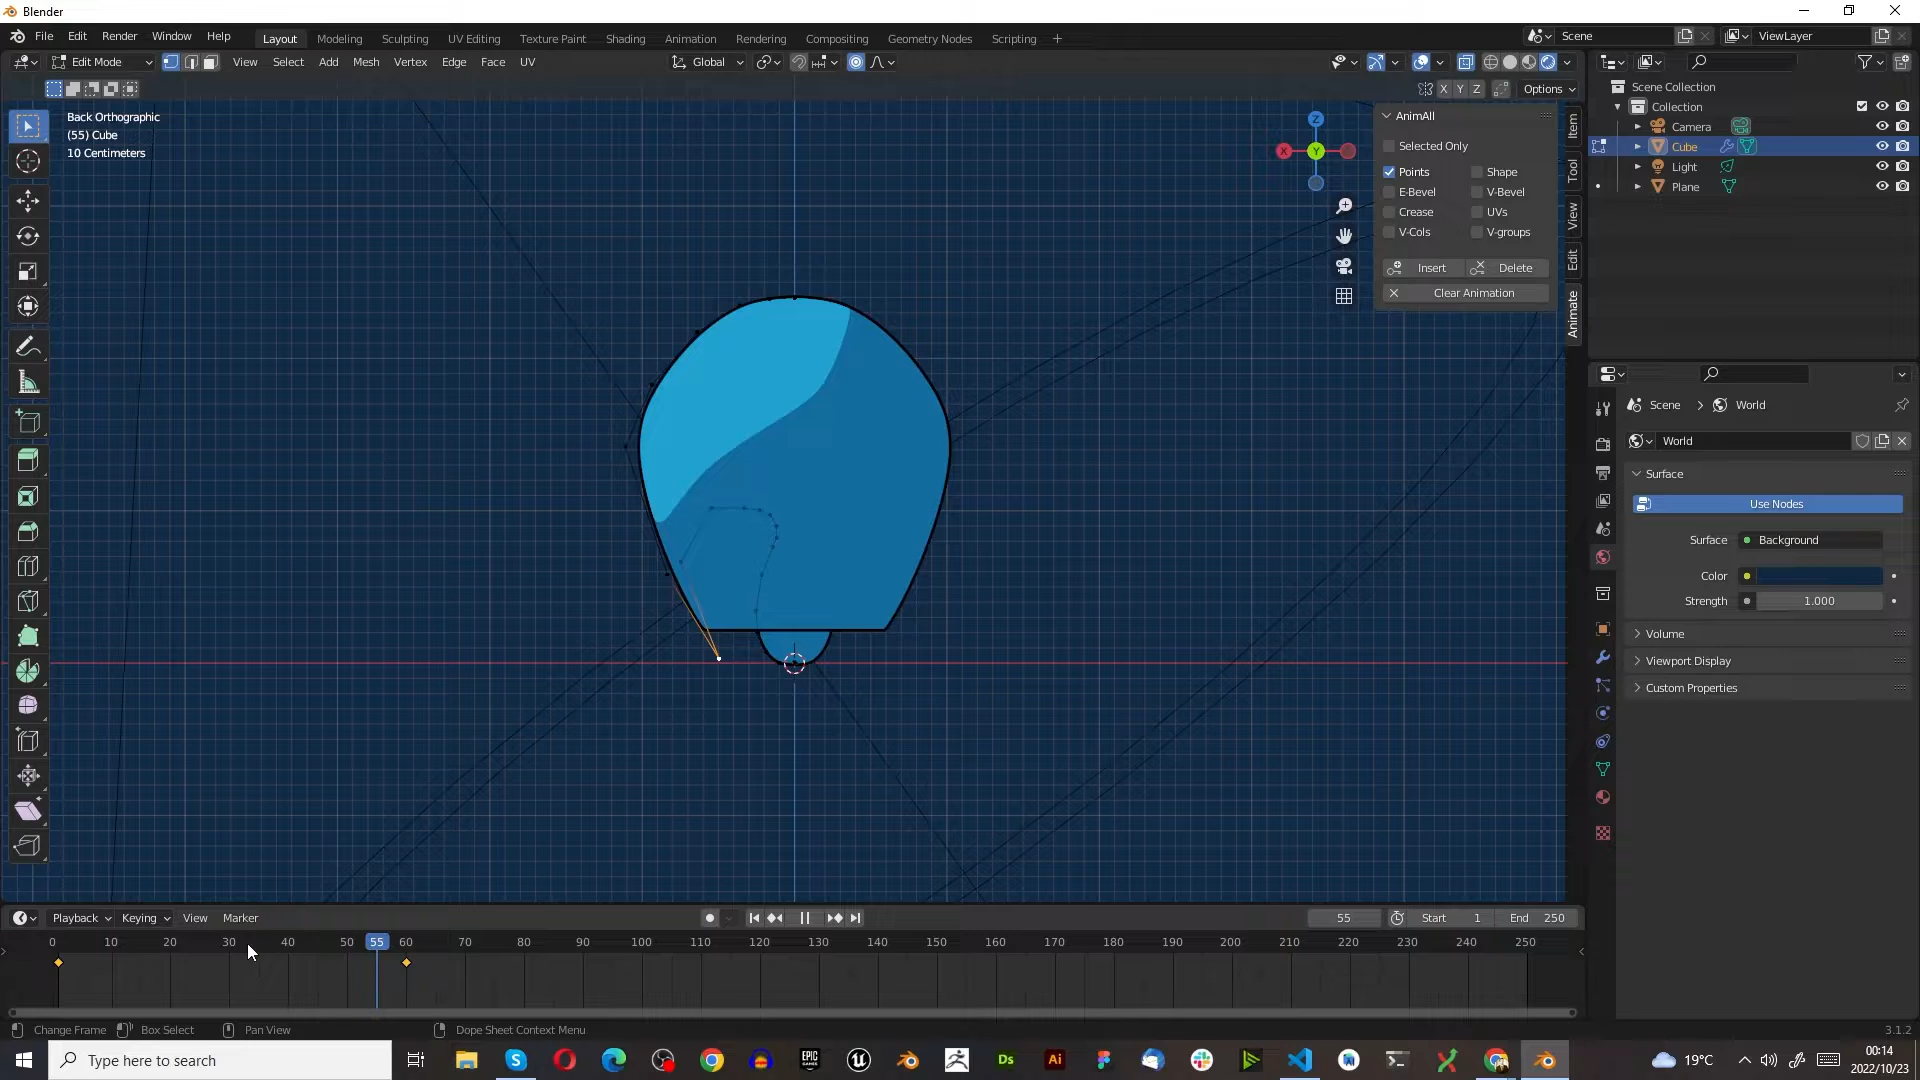 Blender
File Edit Render Window Help Layout Modeling Sculpting UV Editing Texture Paint Shading Animation Rendering Compositing Geometry Nodes Scripting + Scene ViewLayer
Edit Mode View Select Add Mesh Vertex Edge Face UV Global
X Y Z Options
Scene Collection
Collection
Camera
Cube
Light
Plane
Back Orthographic
(55) Cube
10 Centimeters
Z
X
Y
AnimAll
Selected Only
Points Shape
E-Bevel V-Bevel
Crease UVs
V-Cols V-groups
Insert Delete
Clear Animation
Item
Tool
View
Edit
Animate
Scene > World
World
Surface
Use Nodes
Surface Background
Color
Strength 1.000
Volume
Viewport Display
Custom Properties
Playback Keying View Marker 55 Start 1 End 250
0 10 20 30 40 50 55 60 70 80 90 100 110 120 130 140 150 160 170 180 190 200 210 220 230 240 250
Change Frame Box Select Pan View Dope Sheet Context Menu 3.1.2
Type here to search
EPIC GAMES
Ds
Ai
19°C
00:14
2022/10/23